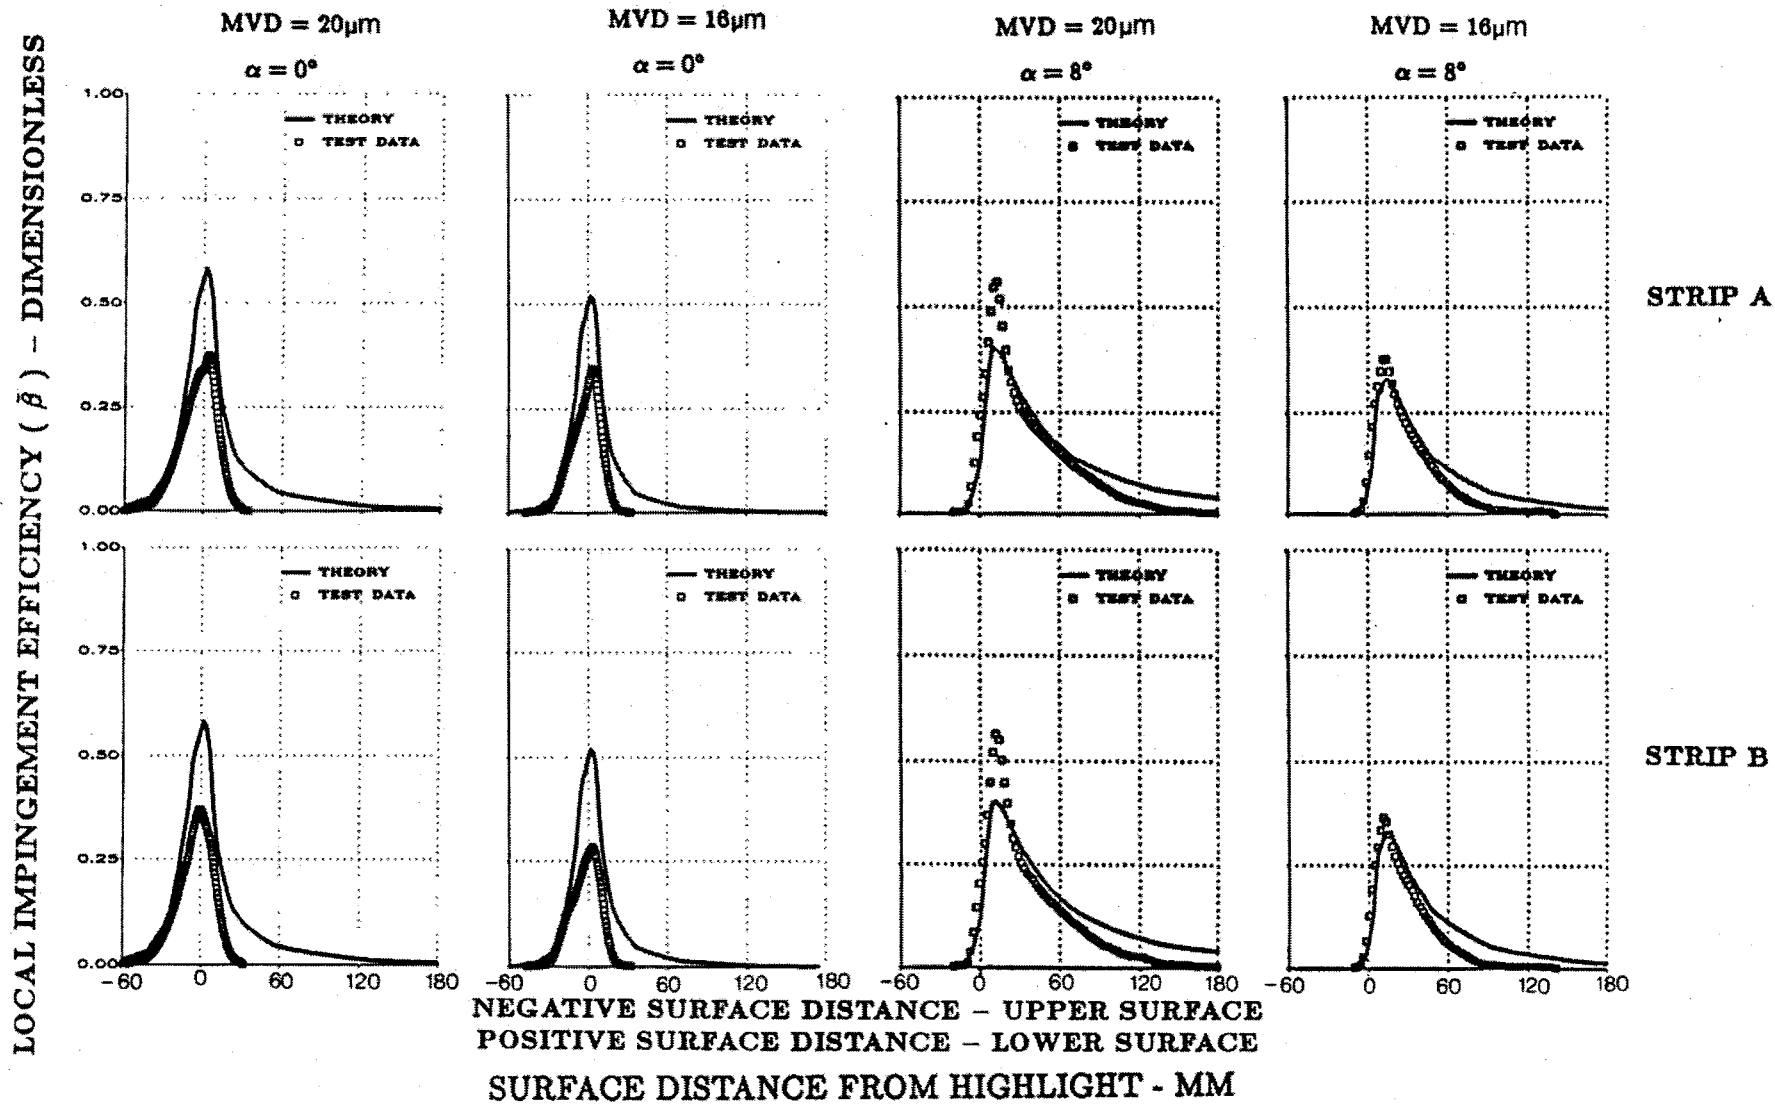 MVD = 20μm
α = 0°
MVD = 16μm
α = 0°
MVD = 20μm
α = 8°
MVD = 16μm
α = 8°
LOCAL IMPINGEMENT EFFICIENCY ( β̄ ) – DIMENSIONLESS
1.00
0.75
0.50
0.25
0.00
THEORY
TEST DATA
THEORY
TEST DATA
THEORY
TEST DATA
THEORY
TEST DATA
STRIP A
1.00
0.75
0.50
0.25
0.00
THEORY
TEST DATA
THEORY
TEST DATA
THEORY
TEST DATA
THEORY
TEST DATA
STRIP B
-60 0 60 120 180
-60 0 60 120 180
-60 0 60 120 180
-60 0 60 120 180
NEGATIVE SURFACE DISTANCE – UPPER SURFACE
POSITIVE SURFACE DISTANCE – LOWER SURFACE
SURFACE DISTANCE FROM HIGHLIGHT - MM